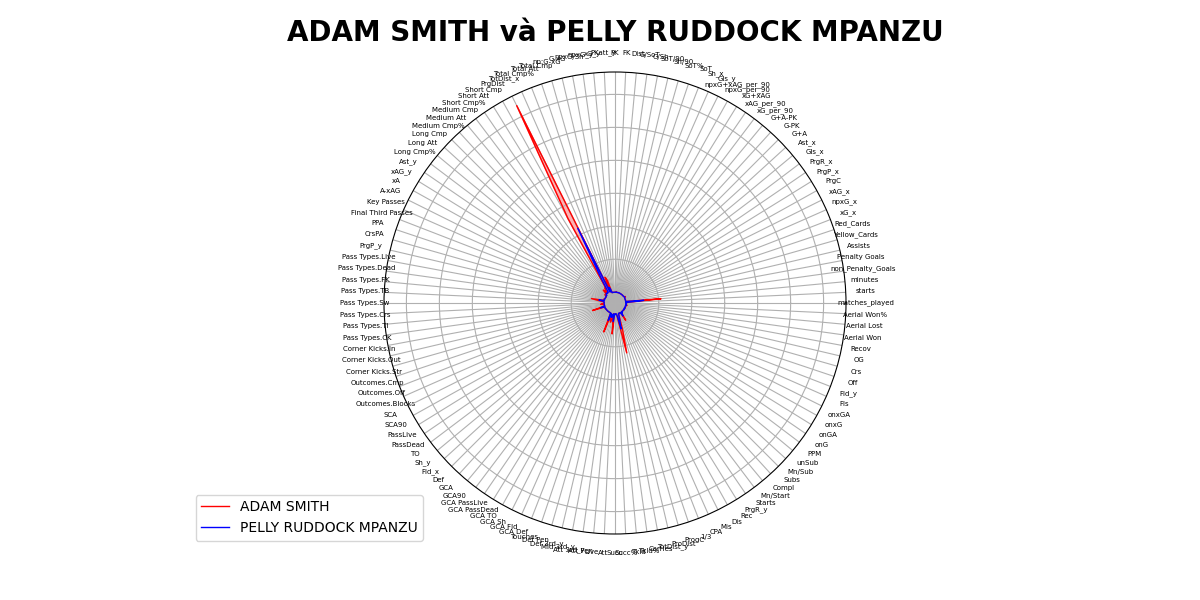 ADAM SMITH và PELLY RUDDOCK MPANZU
matches_played
starts
minutes
non_Penalty_Goals
Penalty Goals
Assists
Yellow_Cards
Red_Cards
xG_x
npxG_x
xAG_x
PrgC
PrgP_x
PrgR_x
Gls_x
Ast_x
G+A
G-PK
G+A-PK
xG_per_90
xAG_per_90
xG+xAG
npxG_per_90
npxG+xAG_per_90
Gls_y
Sh_x
SoT
SoT%
Sh/90
SoT/90
G/Sh
G/SoT
Dist
FK
Total Cmp
Total Att
Total Cmp%
TotDist_x
PrgDist
Short Cmp
Short Att
Short Cmp%
Medium Cmp
Medium Att
Medium Cmp%
Long Cmp
Long Att
Long Cmp%
Ast_y
xAG_y
xA
A-xAG
Key Passes
Final Third Passes
PPA
CrsPA
PrgP_y
Pass Types.Live
Pass Types.Dead
Pass Types.FK
Pass Types.TB
Pass Types.Sw
Pass Types.Crs
Pass Types.TI
Pass Types.CK
Corner Kicks.In
Corner Kicks.Out
Corner Kicks.Str
Outcomes.Cmp
Outcomes.Off
Outcomes.Blocks
SCA
SCA90
PassLive
PassDead
TO
Sh_y
Fld_x
Def
GCA
GCA90
GCA PassLive
GCA PassDead
GCA TO
GCA Sh
GCA Fld
GCA Def
Touches
Def Pen
Att
Succ
Succ%
Tkld
Tkld%
Carries
TotDist_y
ProDist
ProgC
1/3
CPA
Mis
Dis
Rec
PrgR_y
Starts
Mn/Start
Compl
Subs
Mn/Sub
unSub
PPM
onG
onGA
onxG
onxGA
Fls
Fld_y
Off
Crs
OG
Recov
Aerial Won
Aerial Lost
Aerial Won%
ADAM SMITH
PELLY RUDDOCK MPANZU